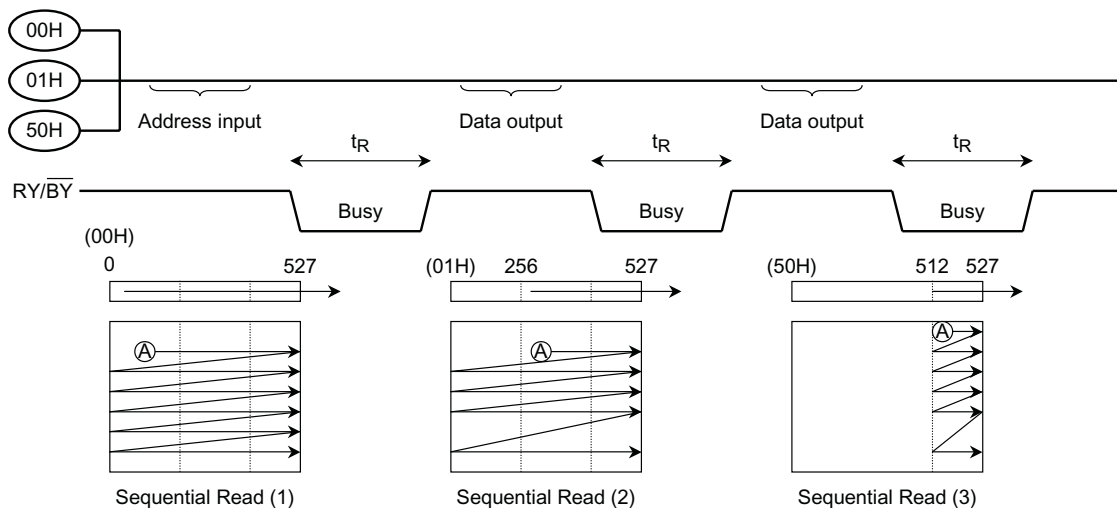 00H
01H
50H
Address input
Data output
Data output
tR
tR
tR
RY/BY
Busy
Busy
Busy
(00H)
0
527
(01H)
256
527
(50H)
512
527
A
A
A
Sequential Read (1)
Sequential Read (2)
Sequential Read (3)